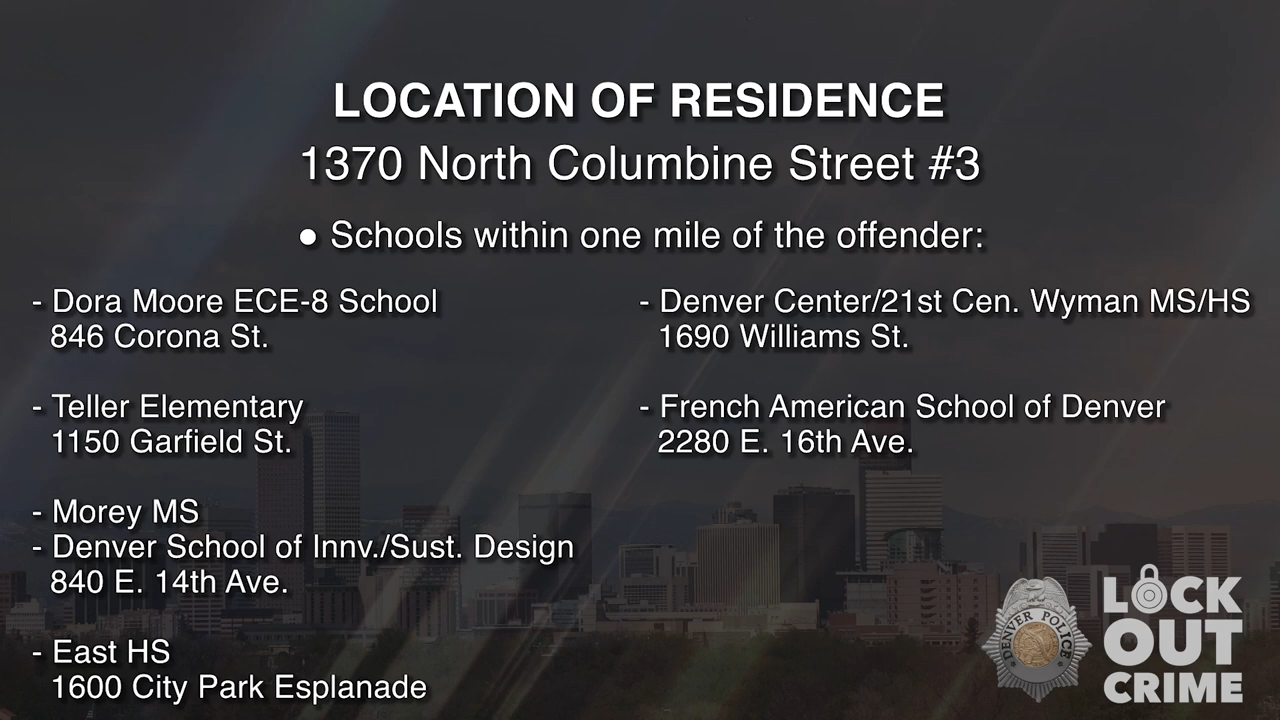 LOCATION OF RESIDENCE
1370 North Columbine Street #3
● Schools within one mile of the offender:
- Dora Moore ECE-8 School
846 Corona St.
- Teller Elementary
1150 Garfield St.
- Morey MS
- Denver School of Innv./Sust. Design
840 E. 14th Ave.
- East HS
1600 City Park Esplanade
- Denver Center/21st Cen. Wyman MS/HS
1690 Williams St.
- French American School of Denver
2280 E. 16th Ave.
DENVER POLICE
LOCK
OUT
CRIME